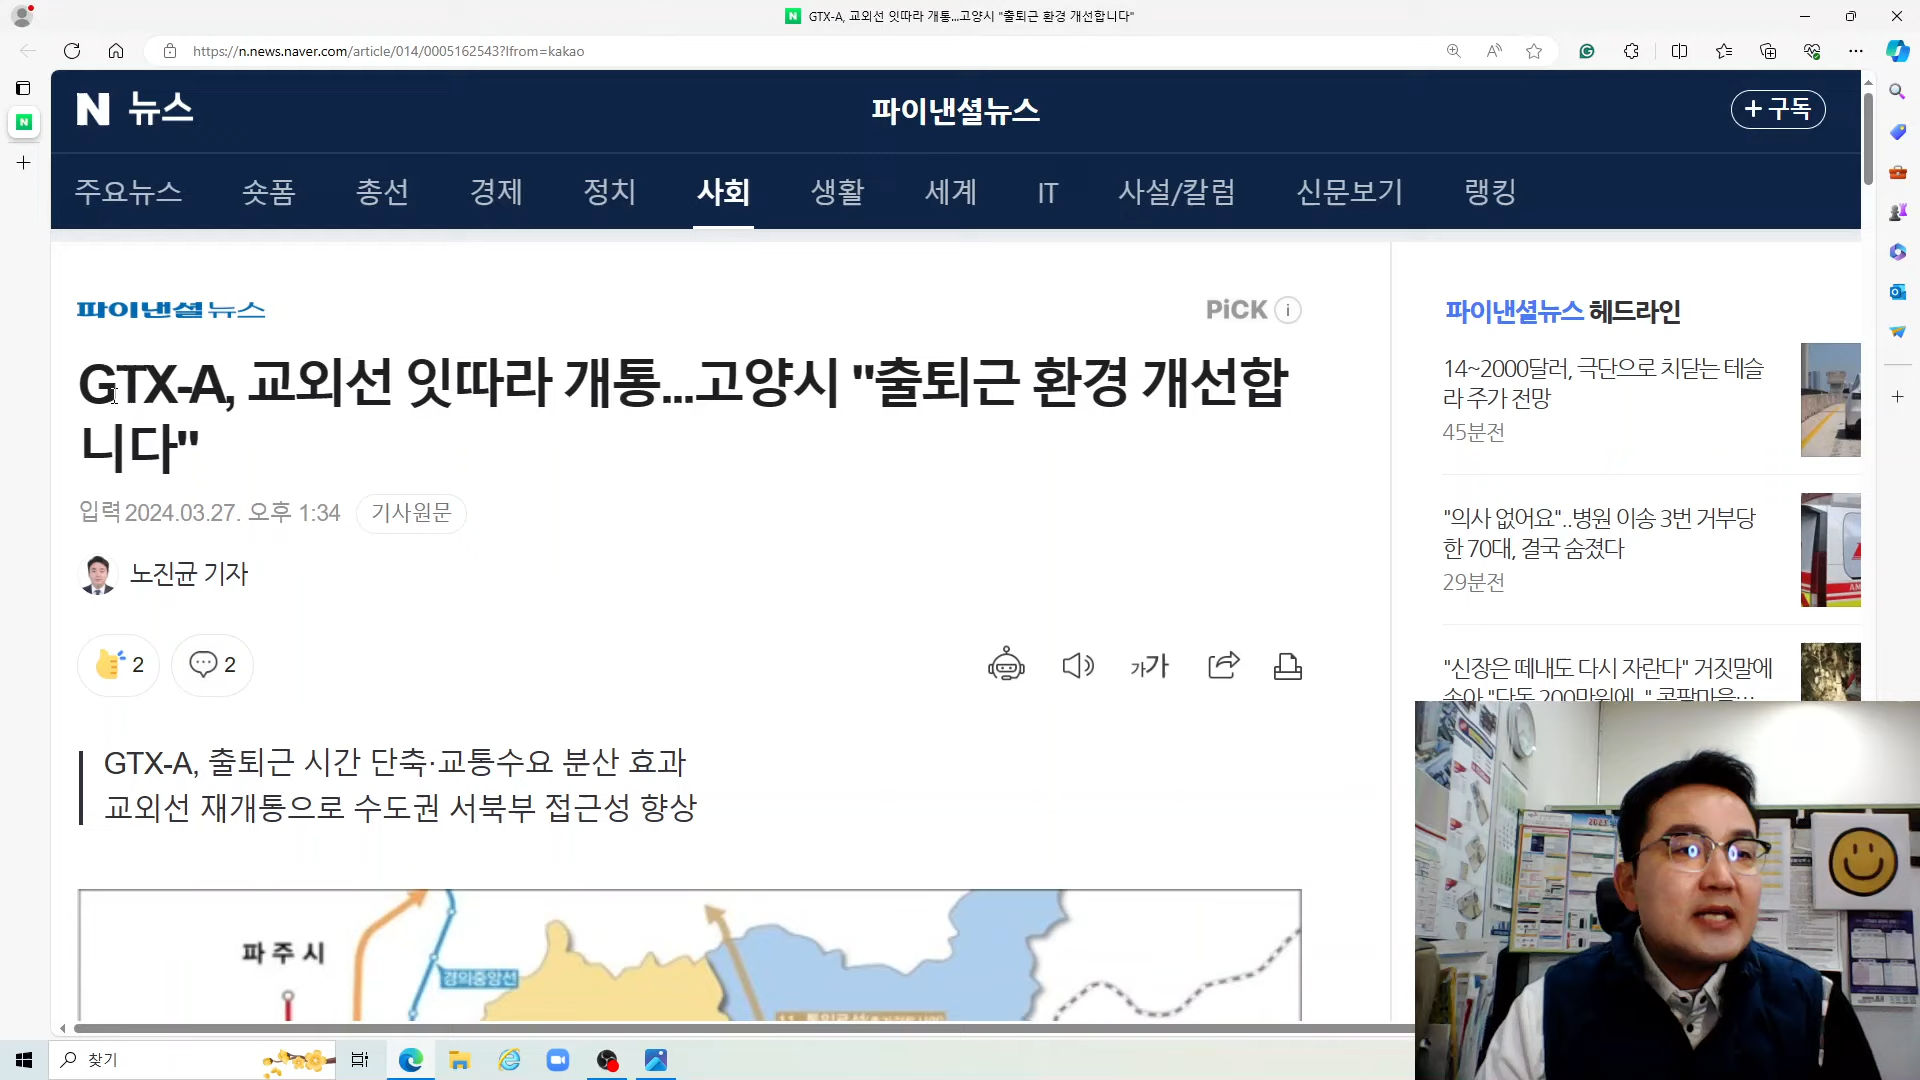 GTX-A, 교외선 잇따라 개통...고양시 "출퇴근 환경 개선합니다"
https://n.news.naver.com/article/014/0005162543?lfrom=kakao
N 뉴스
파이낸셜뉴스
+ 구독
주요뉴스 숏폼 총선 경제 정치 사회 생활 세계 IT 사설/칼럼 신문보기 랭킹
파이낸셜뉴스
PiCK
GTX-A, 교외선 잇따라 개통...고양시 "출퇴근 환경 개선합
니다"
입력 2024.03.27. 오후 1:34 기사원문
노진균 기자
2 2
가가
GTX-A, 출퇴근 시간 단축·교통수요 분산 효과
교외선 재개통으로 수도권 서북부 접근성 향상
파주시
경의중앙선
파이낸셜뉴스 헤드라인
14~2000달러, 극단으로 치닫는 테슬
라 주가 전망
45분전
"의사 없어요"..병원 이송 3번 거부당
한 70대, 결국 숨졌다
29분전
"신장은 떼내도 다시 자란다" 거짓말에
찾기